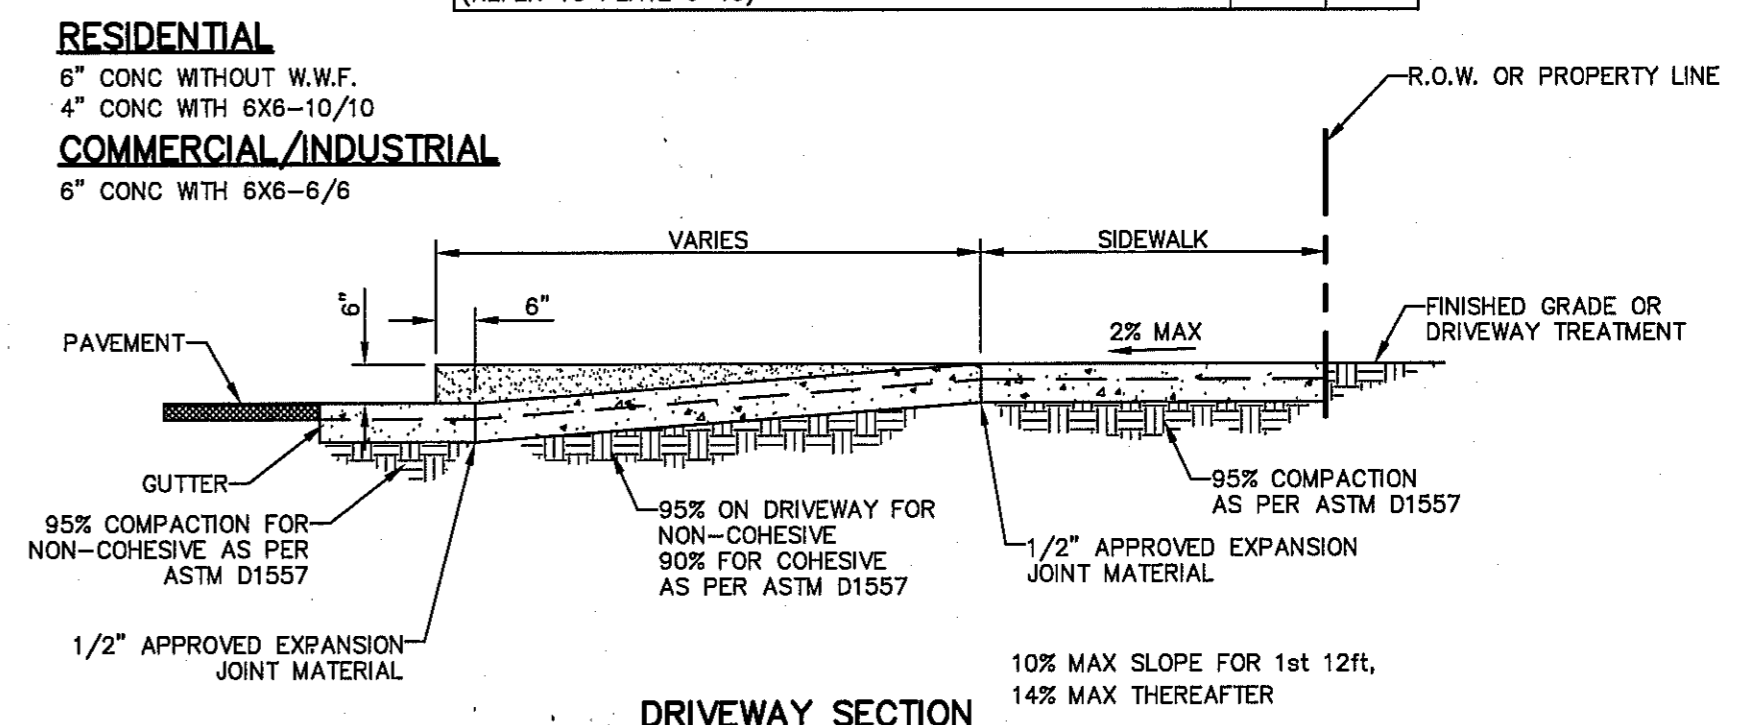 RESIDENTIAL
6" CONC WITHOUT W.W.F.
4" CONC WITH 6X6-10/10
COMMERCIAL/INDUSTRIAL
6" CONC WITH 6X6-6/6
R.O.W. OR PROPERTY LINE
VARIES
SIDEWALK
6"
6"
2% MAX
FINISHED GRADE OR
DRIVEWAY TREATMENT
PAVEMENT
GUTTER
95% COMPACTION FOR
NON-COHESIVE AS PER
ASTM D1557
95% ON DRIVEWAY FOR
NON-COHESIVE
90% FOR COHESIVE
AS PER ASTM D1557
95% COMPACTION
AS PER ASTM D1557
1/2" APPROVED EXPANSION
JOINT MATERIAL
1/2" APPROVED EXPANSION
JOINT MATERIAL
10% MAX SLOPE FOR 1st 12ft,
14% MAX THEREAFTER
DRIVEWAY SECTION